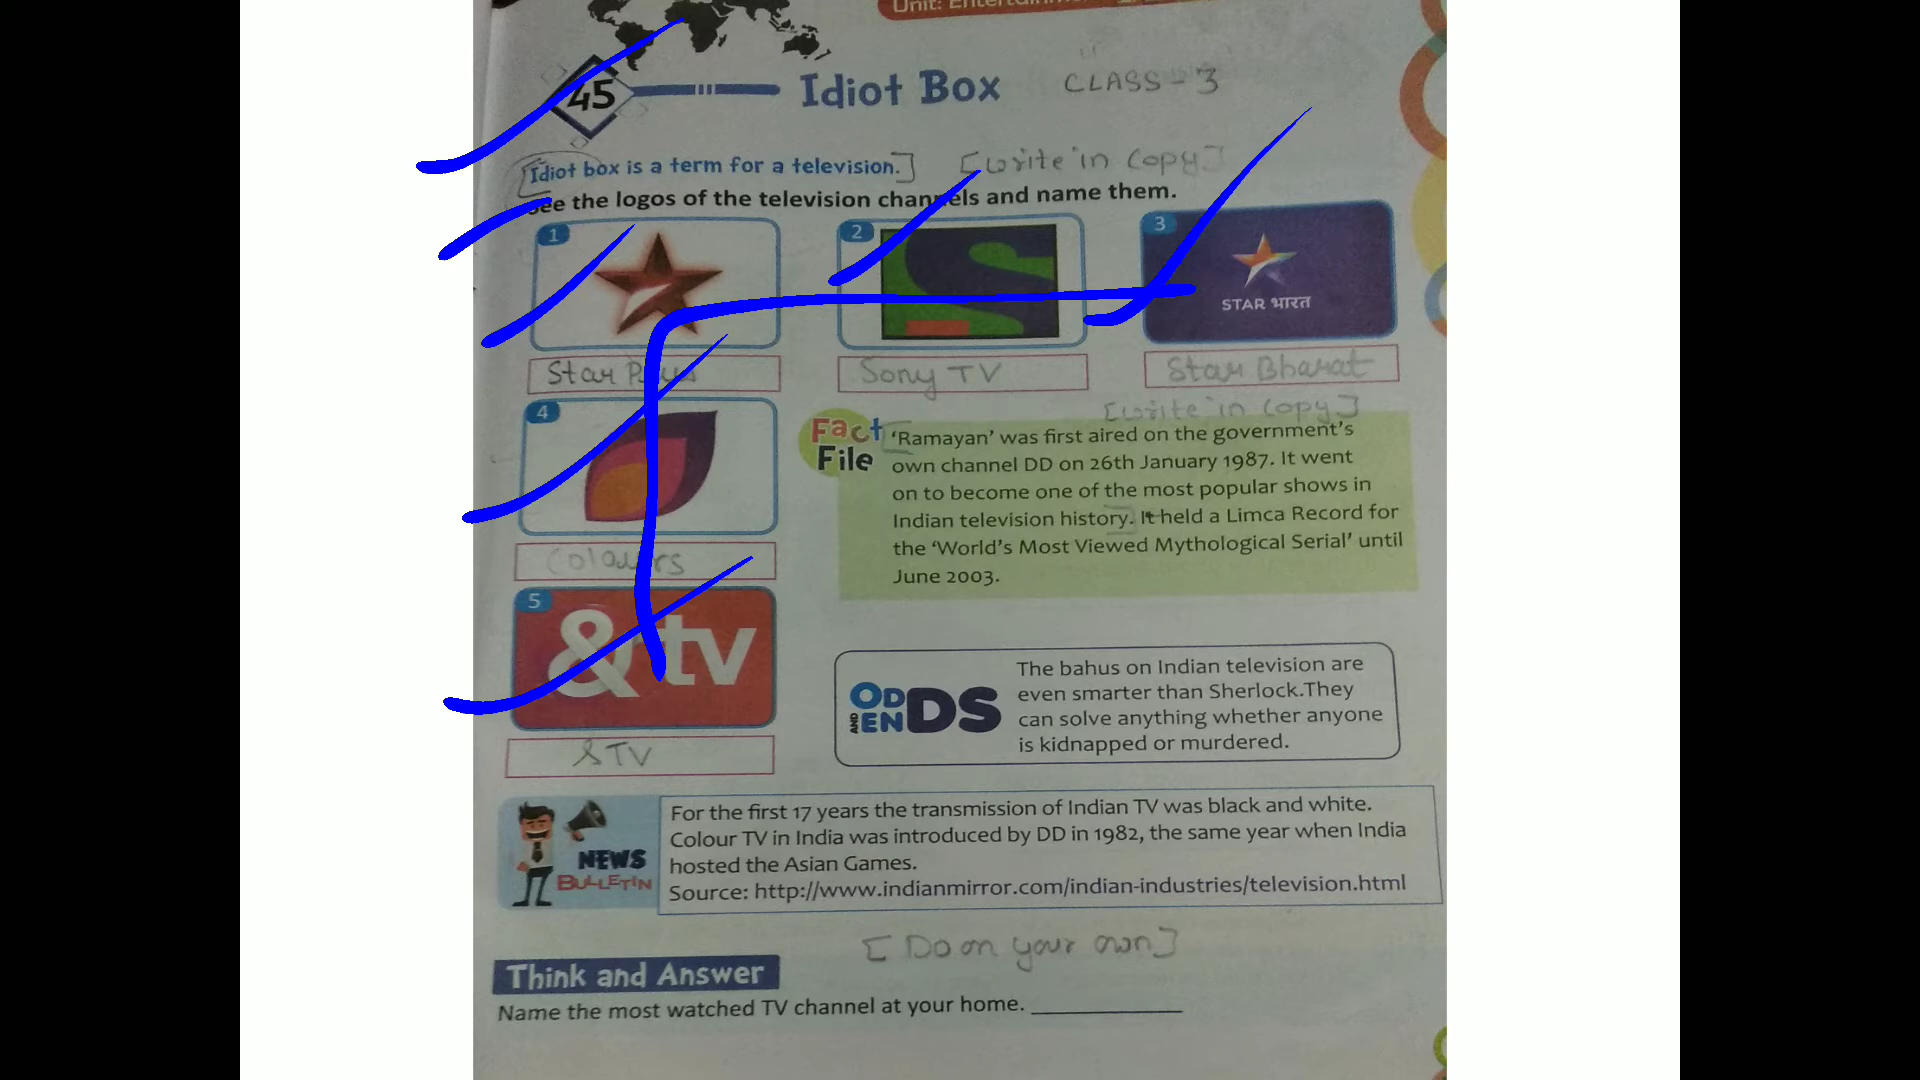 Unit: Entertainm
45
Idiot Box
CLASS - 3
Idiot box is a term for a television.
[Write in Copy]
See the logos of the television channels and name them.
1
2
3
STAR भारत
Star Plus
Sony TV
Star Bharat
[Write in Copy]
4
Colours
Fact File
'Ramayan' was first aired on the government's
own channel DD on 26th January 1987. It went
on to become one of the most popular shows in
Indian television history. It held a Limca Record for
the 'World's Most Viewed Mythological Serial' until
June 2003.
5
&tv
&TV
ODDS AND ENDS
The bahus on Indian television are
even smarter than Sherlock.They
can solve anything whether anyone
is kidnapped or murdered.
NEWS
BULLETIN
For the first 17 years the transmission of Indian TV was black and white.
Colour TV in India was introduced by DD in 1982, the same year when India
hosted the Asian Games.
Source: http://www.indianmirror.com/indian-industries/television.html
[Do on your own]
Think and Answer
Name the most watched TV channel at your home.